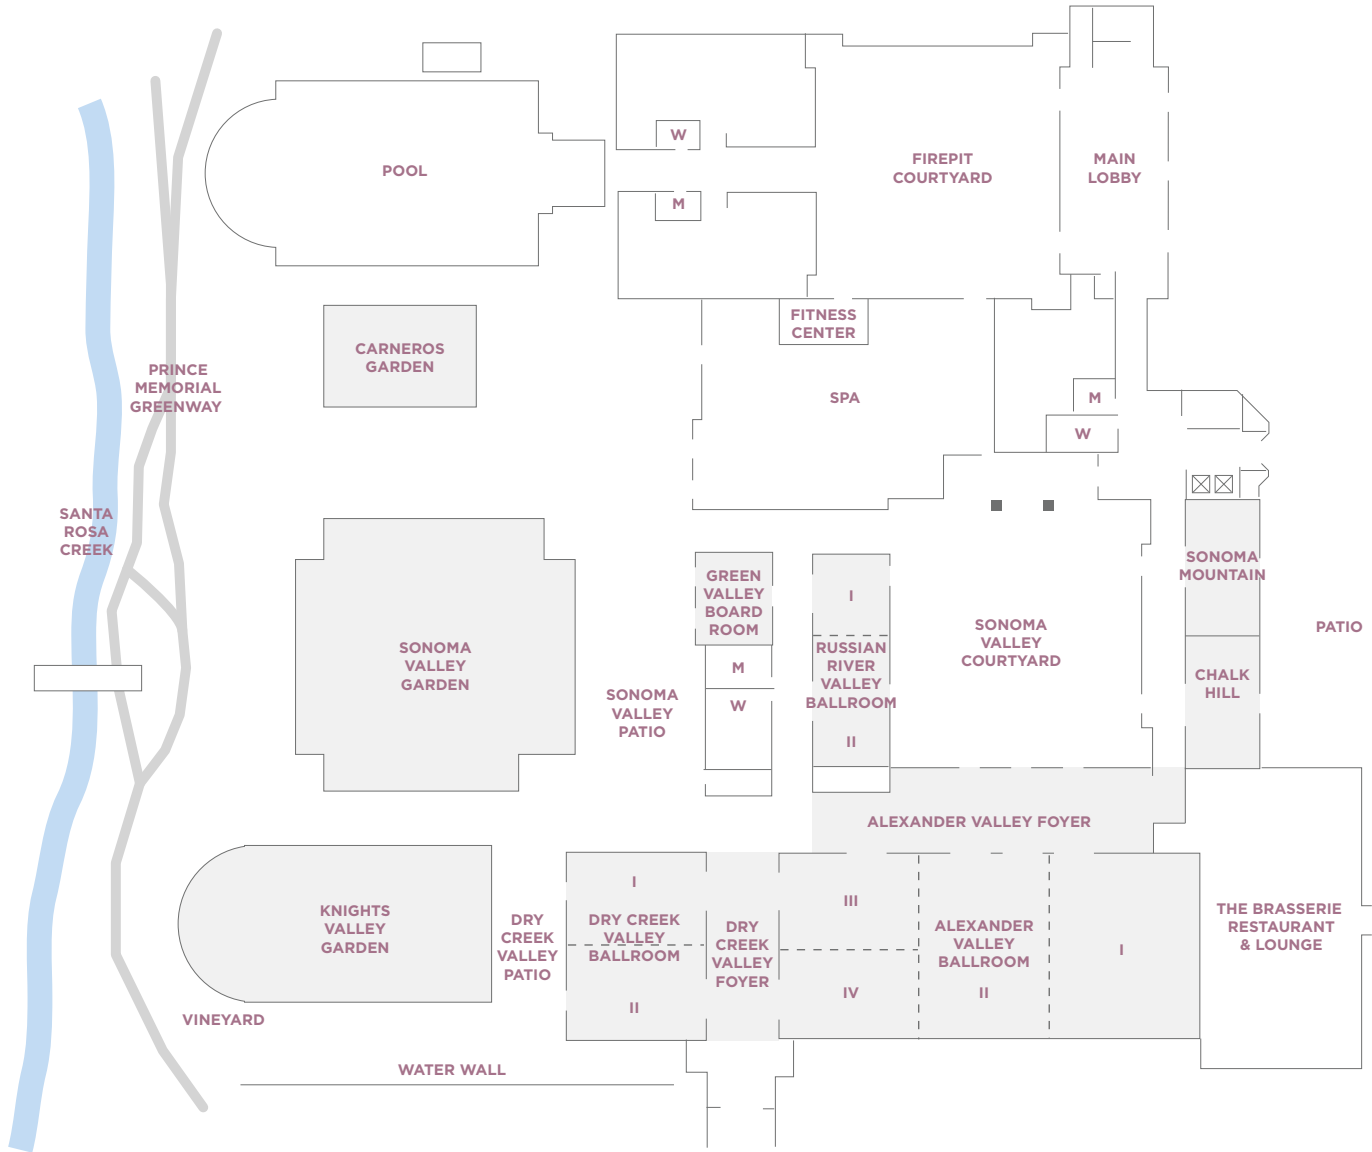 W
POOL
FIREPIT
COURTYARD
MAIN
LOBBY
M
FITNESS
CENTER
CARNEROS
GARDEN
PRINCE
MEMORIAL
GREENWAY
SPA
M
W
SANTA
ROSA
CREEK
GREEN
VALLEY
BOARD
ROOM
I
RUSSIAN
RIVER
VALLEY
BALLROOM
II
SONOMA
MOUNTAIN
SONOMA
VALLEY
COURTYARD
PATIO
SONOMA
VALLEY
GARDEN
M
W
CHALK
HILL
SONOMA
VALLEY
PATIO
ALEXANDER VALLEY FOYER
KNIGHTS
VALLEY
GARDEN
DRY
CREEK
VALLEY
PATIO
I
DRY CREEK
VALLEY
BALLROOM
II
DRY
CREEK
VALLEY
FOYER
III
IV
ALEXANDER
VALLEY
BALLROOM
II
I
THE BRASSERIE
RESTAURANT
& LOUNGE
VINEYARD
WATER WALL